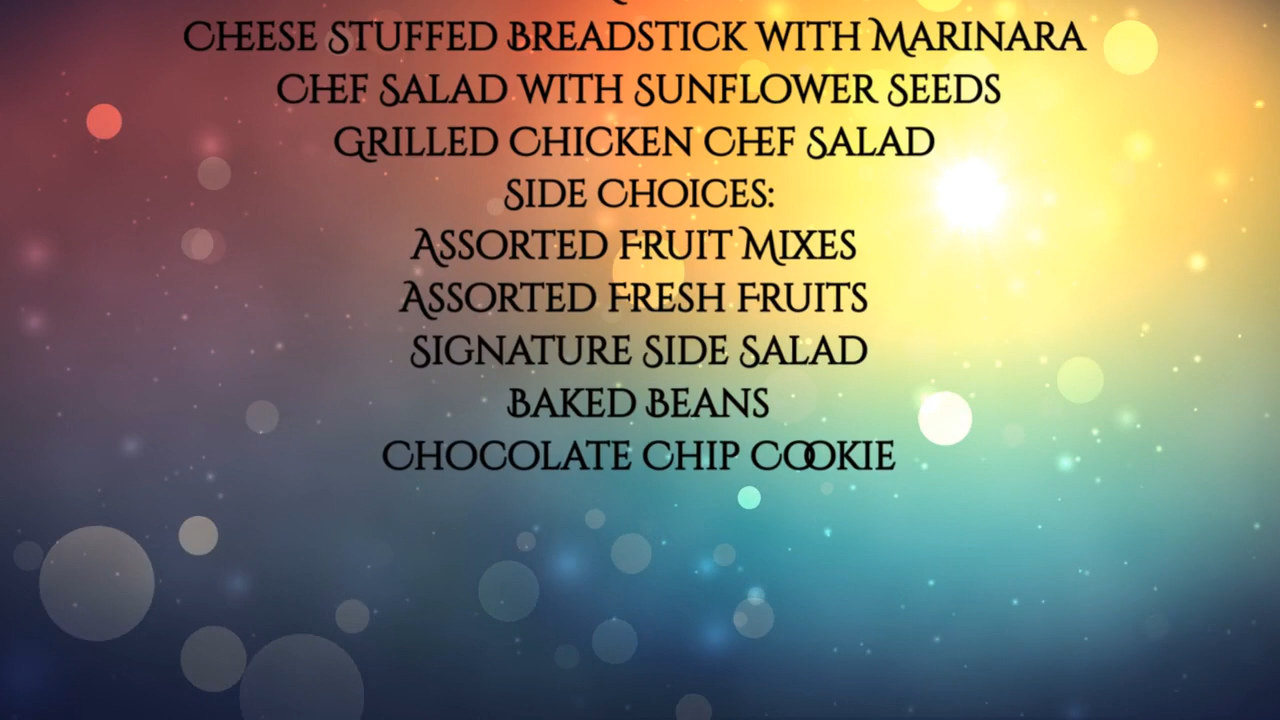 Cheese Stuffed Breadstick with Marinara
Chef Salad with Sunflower Seeds
Grilled Chicken Chef Salad
Side Choices:
Assorted Fruit Mixes
Assorted Fresh Fruits
Signature Side Salad
Baked Beans
Chocolate Chip Cookie